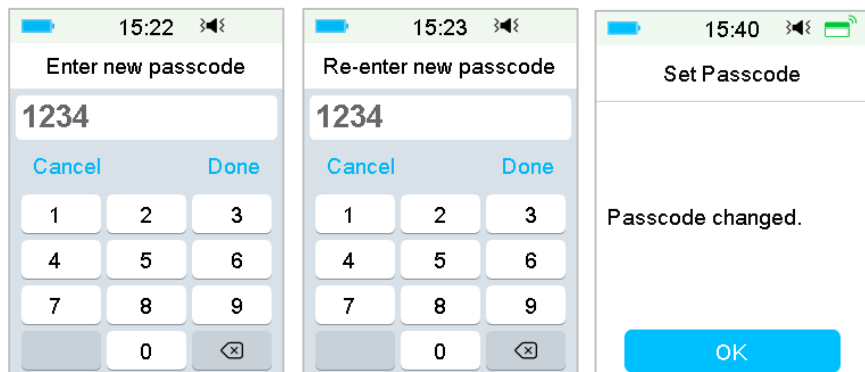 15:22
Enter new passcode
1234
Cancel Done
1 2 3
4 5 6
7 8 9
0
15:23
Re-enter new passcode
1234
Cancel Done
1 2 3
4 5 6
7 8 9
0
15:40
Set Passcode
Passcode changed.
OK